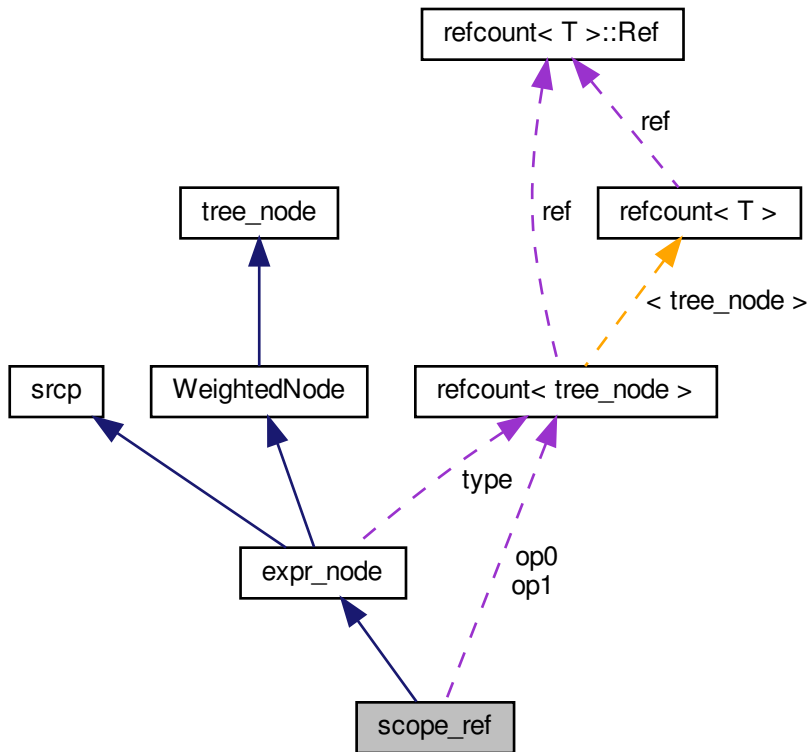 refcount< T >::Ref
ref
tree_node
ref
refcount< T >
< tree_node >
srcp
WeightedNode
refcount< tree_node >
type
expr_node
op0
op1
scope_ref